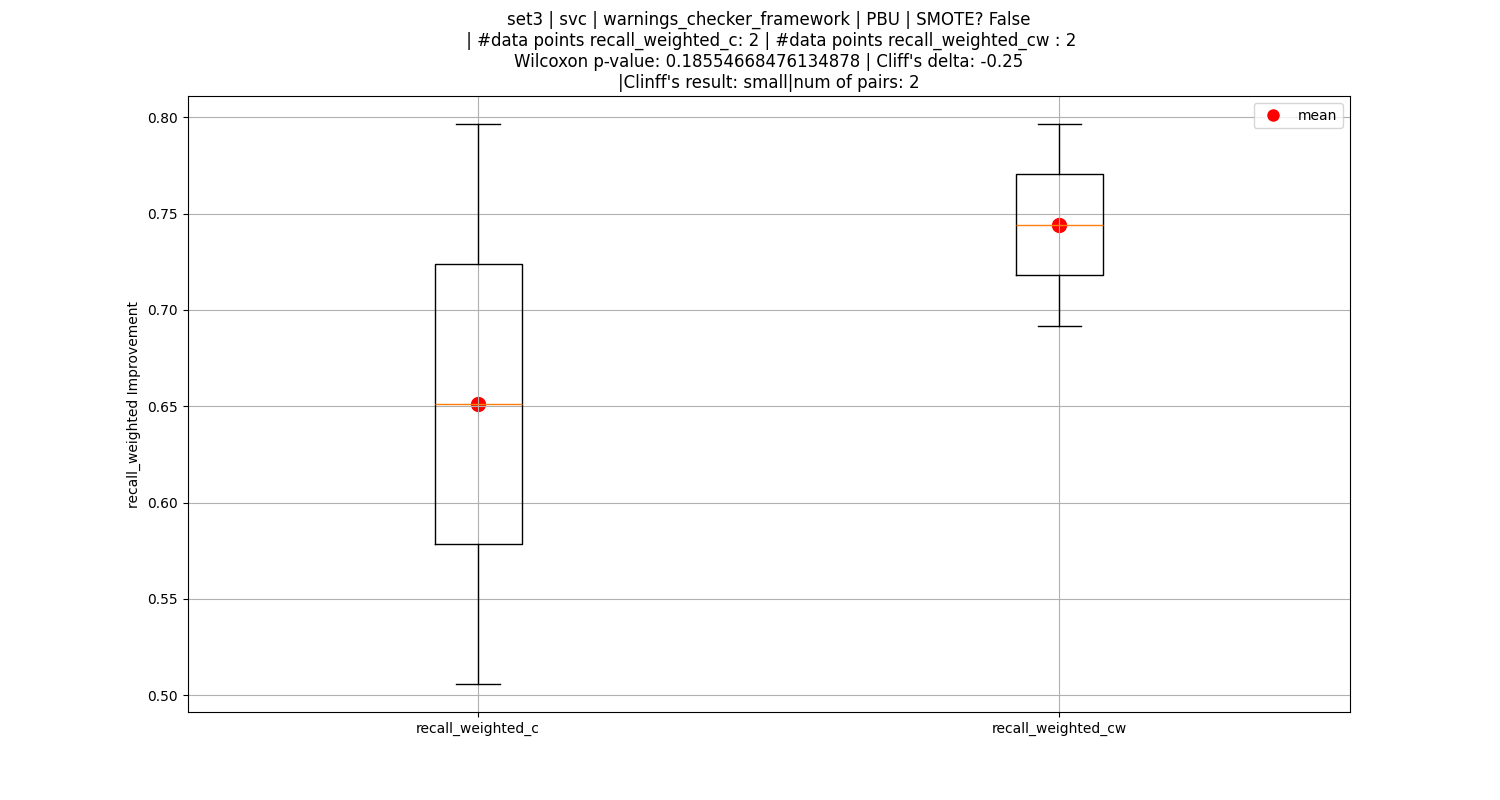 set3 | svc | warnings_checker_framework | PBU | SMOTE? False
| #data points recall_weighted_c: 2 | #data points recall_weighted_cw : 2
Wilcoxon p-value: 0.18554668476134878 | Cliff's delta: -0.25
|Clinff's result: small|num of pairs: 2
mean
0.80
0.75
0.70
0.65
0.60
0.55
0.50
recall_weighted Improvement
recall_weighted_c
recall_weighted_cw